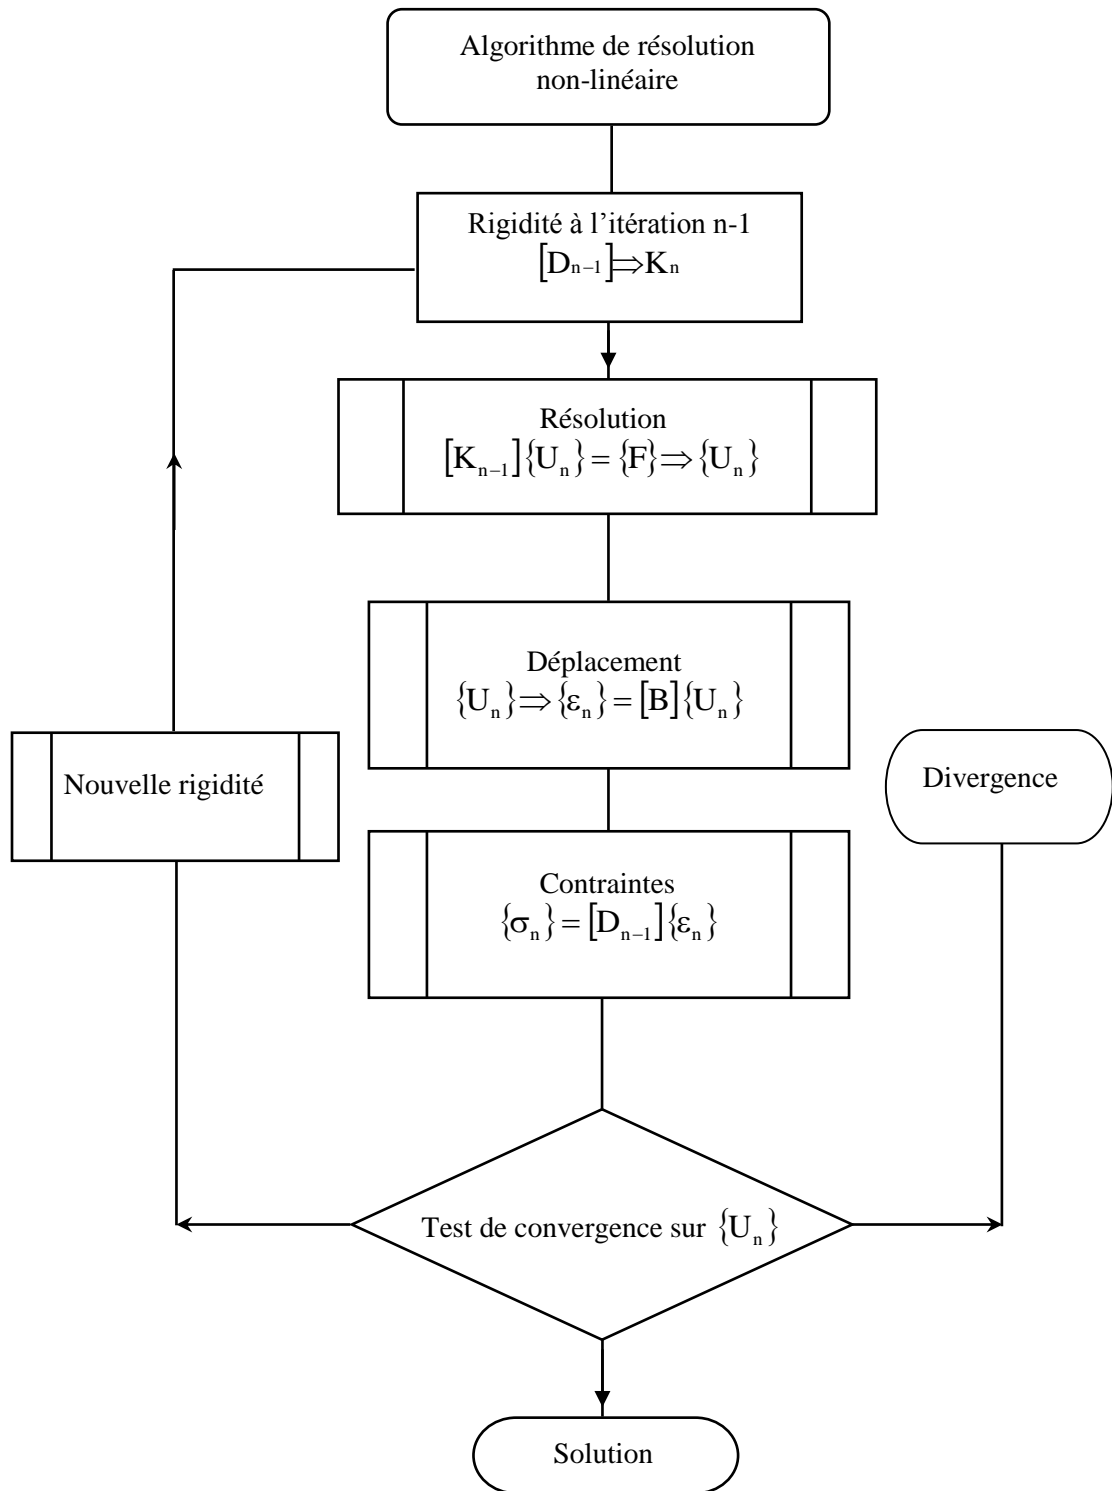 Algorithme de résolution
non-linéaire
Rigidité à l’itération n-1
[Dn−1]⇒Kn
Résolution
[Kn−1]{Un}={F}⇒{Un}
Déplacement
{Un}⇒{εn}=[B]{Un}
Nouvelle rigidité
Divergence
Contraintes
{σn}=[Dn−1]{εn}
Test de convergence sur {Un}
Solution